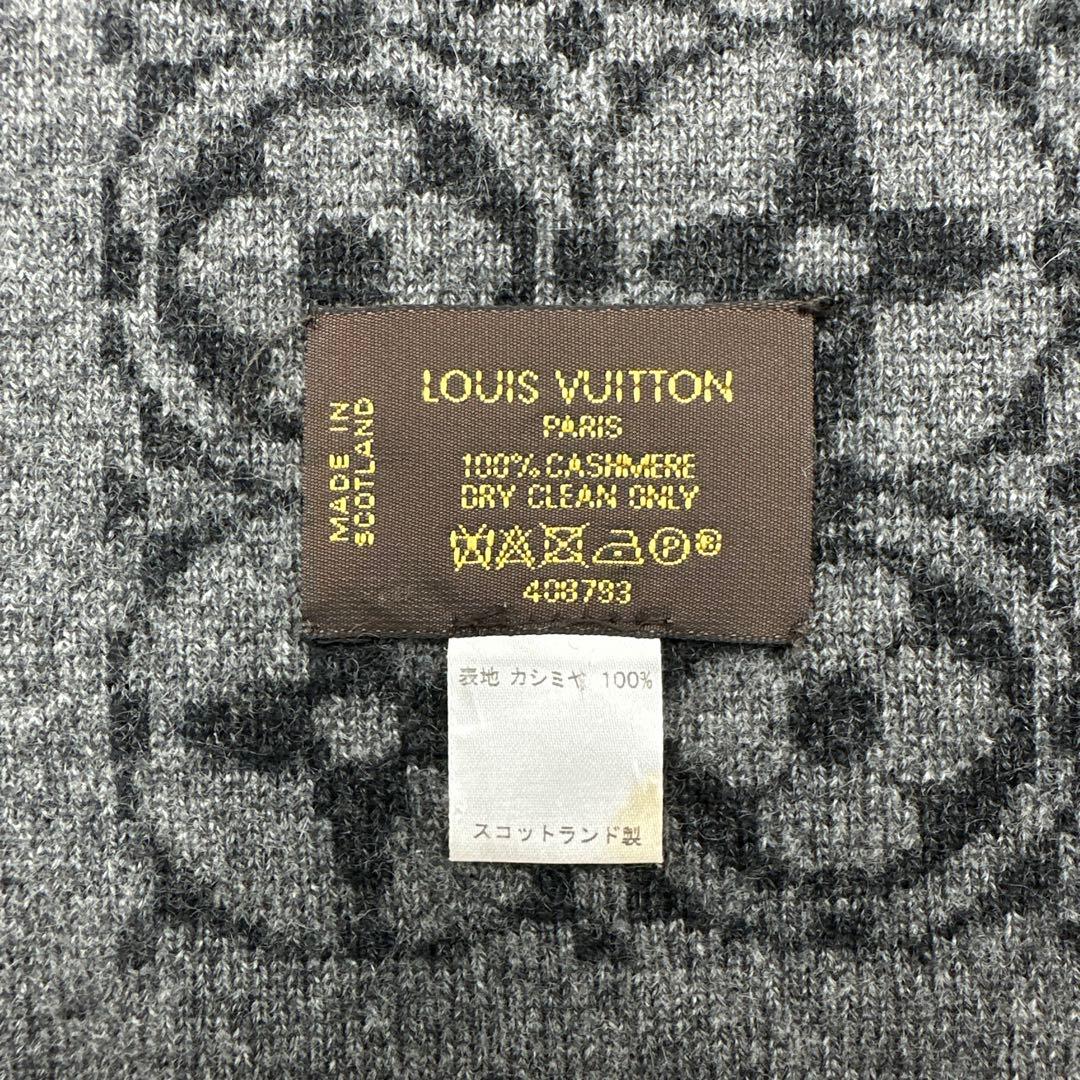 LOUIS VUITTON
PARIS
100% CASHMERE
DRY CLEAN ONLY
P®
408793
MADE IN
SCOTLAND
表地 カシミヤ 100%
スコットランド製